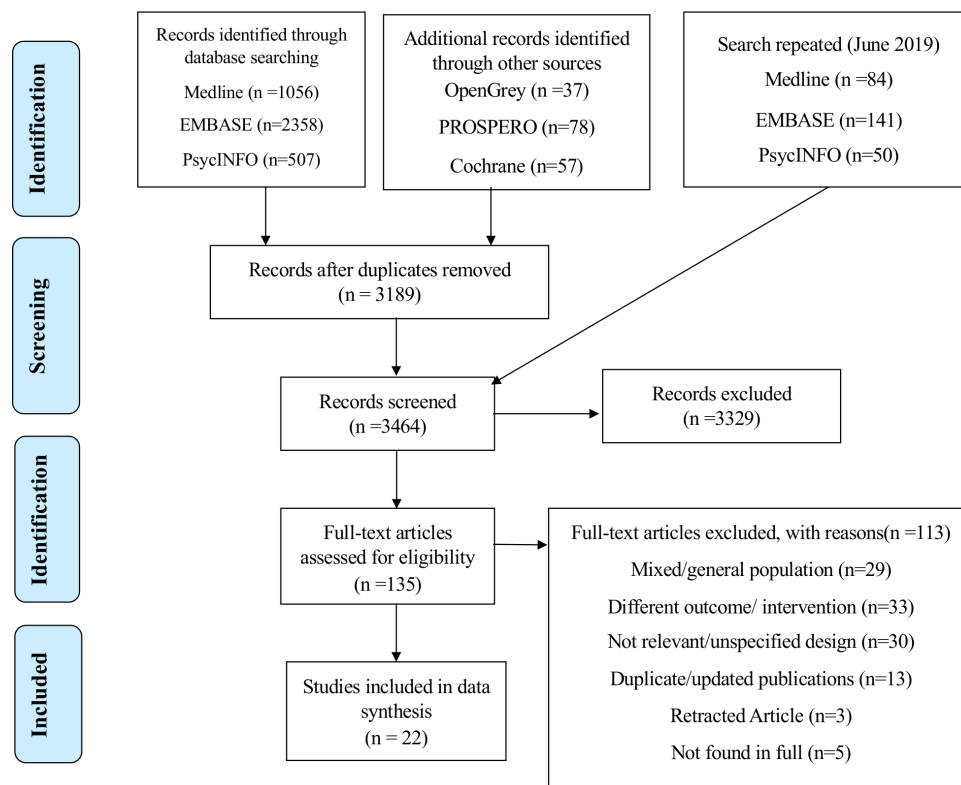 Identification
Records identified through
database searching
Medline (n =1056)
EMBASE (n=2358)
PsycINFO (n=507)
Additional records identified
through other sources
OpenGrey (n =37)
PROSPERO (n=78)
Cochrane (n=57)
Search repeated (June 2019)
Medline (n =84)
EMBASE (n=141)
PsycINFO (n=50)
Screening
Records after duplicates removed
(n = 3189)
Records screened
(n =3464)
Records excluded
(n =3329)
Identification
Full-text articles
assessed for eligibility
(n =135)
Full-text articles excluded, with reasons(n =113)
Mixed/general population (n=29)
Different outcome/ intervention (n=33)
Not relevant/unspecified design (n=30)
Duplicate/updated publications (n=13)
Retracted Article (n=3)
Not found in full (n=5)
Included
Studies included in data
synthesis
(n = 22)